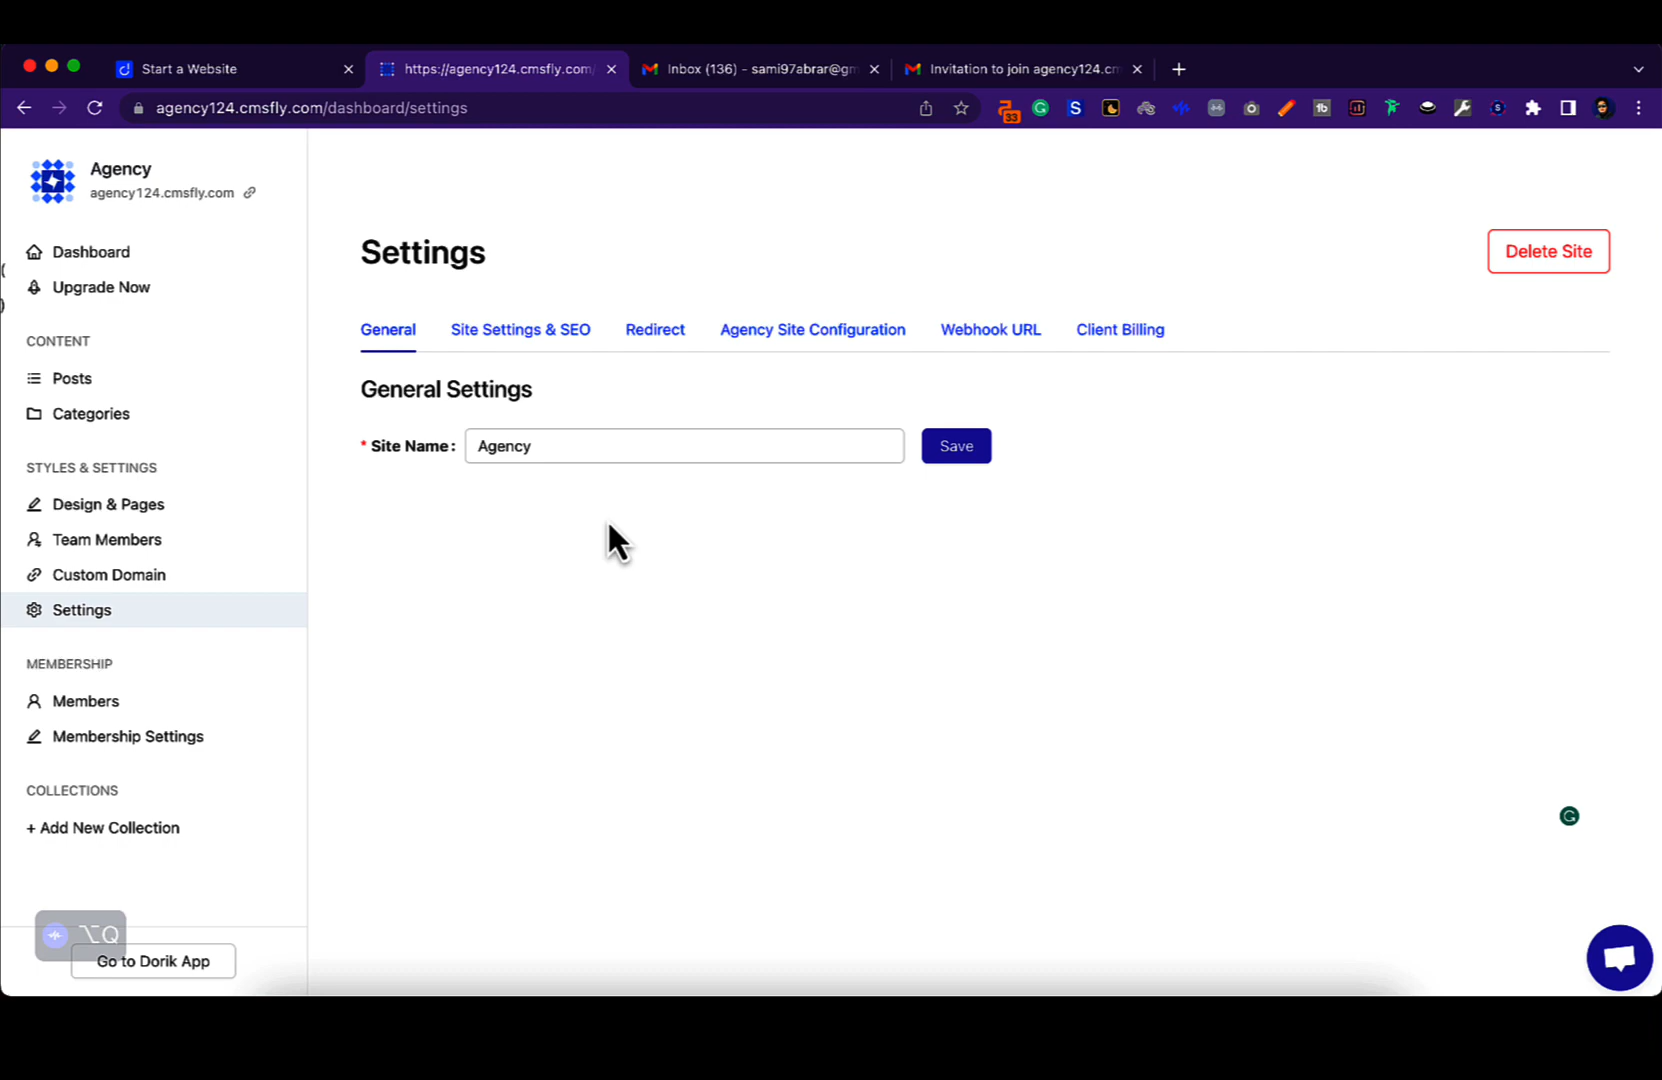 Start a Website
https://agency124.cmsfly.com/
Inbox (136) - sami97abrar@gm
Invitation to join agency124.cm
agency124.cmsfly.com/dashboard/settings
33
Agency
agency124.cmsfly.com
Dashboard
Upgrade Now
CONTENT
Posts
Categories
STYLES & SETTINGS
Design & Pages
Team Members
Custom Domain
Settings
MEMBERSHIP
Members
Membership Settings
COLLECTIONS
+ Add New Collection
⌥Q
Go to Dorik App
Settings
Delete Site
General
Site Settings & SEO
Redirect
Agency Site Configuration
Webhook URL
Client Billing
General Settings
* Site Name :
Agency
Save